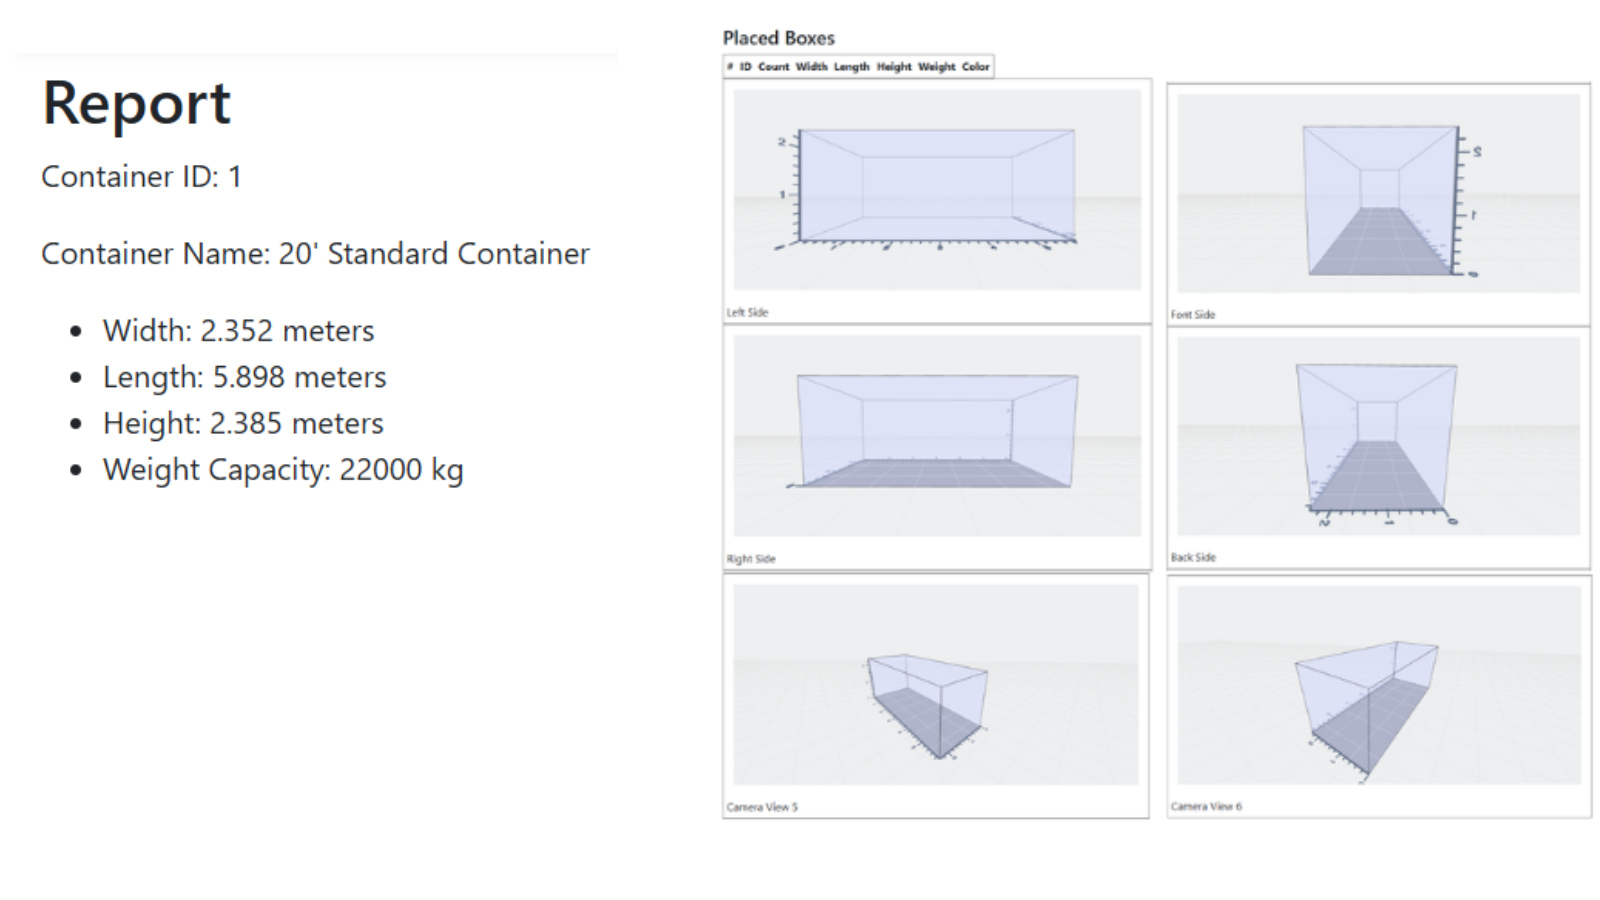 Report
Container ID: 1
Container Name: 20' Standard Container
Width: 2.352 meters
Length: 5.898 meters
Height: 2.385 meters
Weight Capacity: 22000 kg
Placed Boxes
# ID Count Width Length Height Weight Color
2
1
Left Side
2
1
0
Font Side
Right Side
2
1
0
Back Side
Camera View 5
Camera View 6